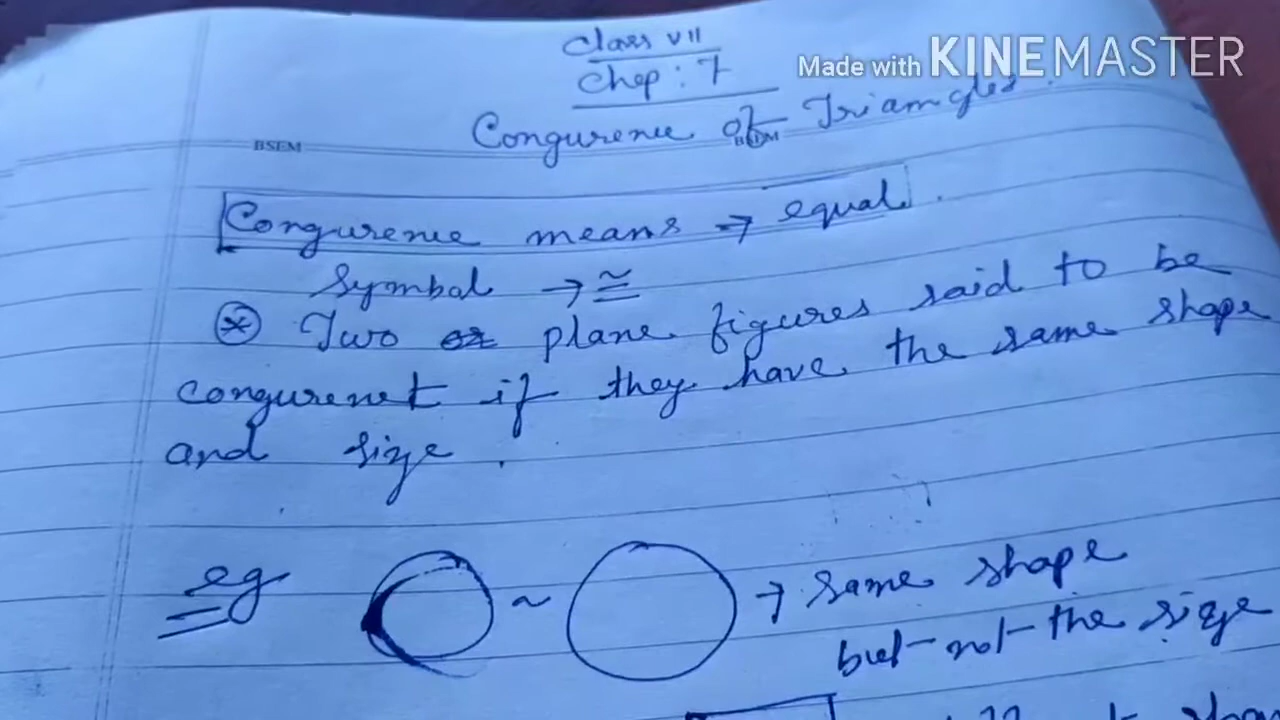 Class VII
Made with KINEMASTER
Chep : 7
Congurence of Triangles.
BSEM
Congurence means → equal.
Symbol → ≅
⊛ Two plane figures said to be
congurent if they have the same shape
and size.
eg ~ → same shape
but not the size